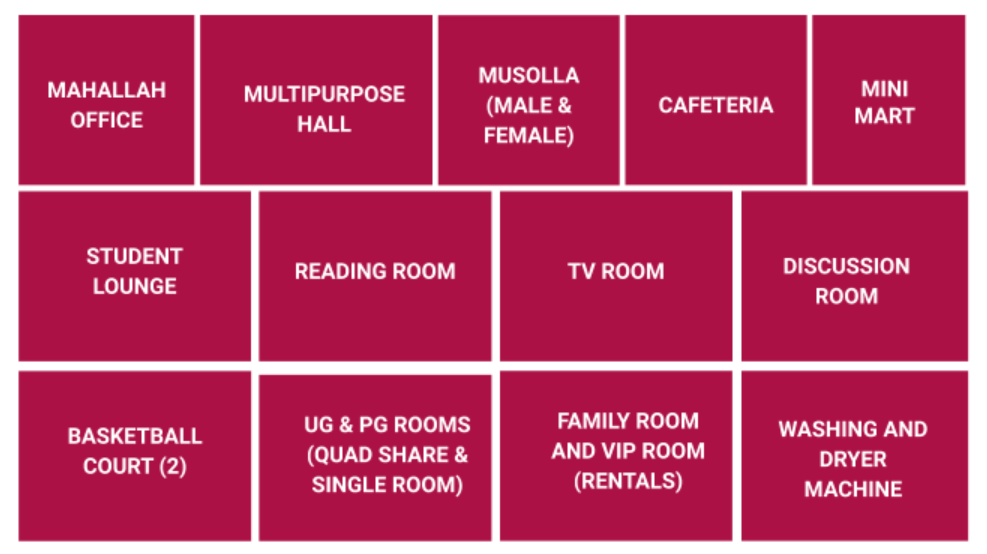 MAHALLAH
OFFICE
MULTIPURPOSE
HALL
MUSOLLA
(MALE &
FEMALE)
CAFETERIA
MINI
MART
STUDENT
LOUNGE
READING ROOM
TV ROOM
DISCUSSION
ROOM
BASKETBALL
COURT (2)
UG & PG ROOMS
(QUAD SHARE &
SINGLE ROOM)
FAMILY ROOM
AND VIP ROOM
(RENTALS)
WASHING AND
DRYER
MACHINE